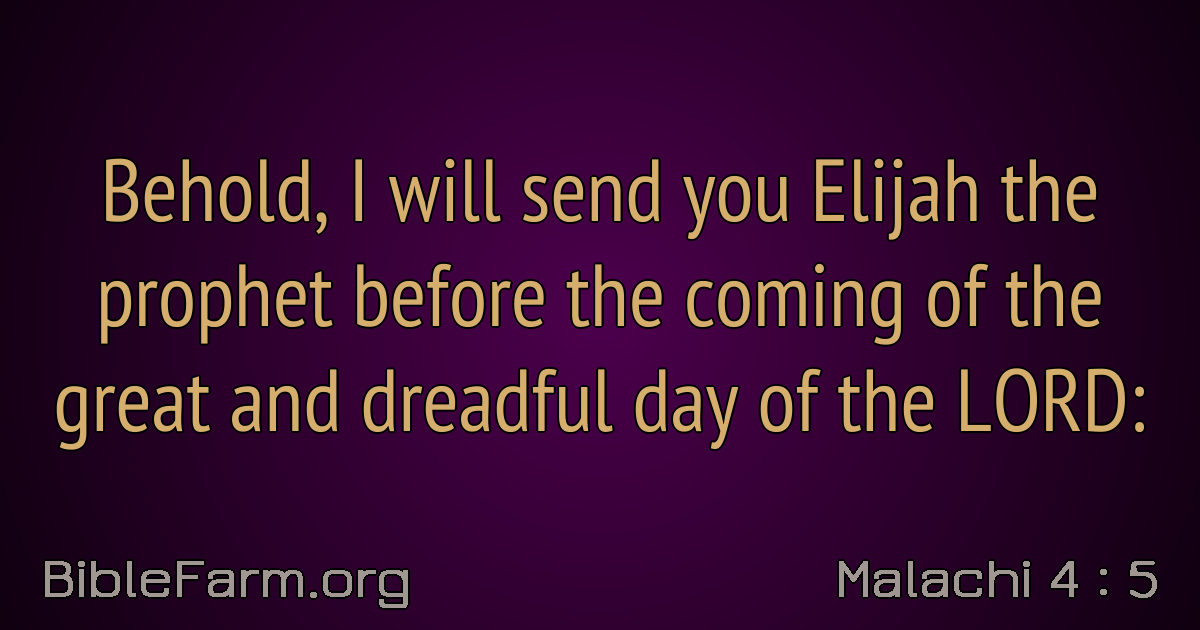 Behold, I will send you Elijah the
prophet before the coming of the
great and dreadful day of the LORD:
BibleFarm.org
Malachi 4 : 5